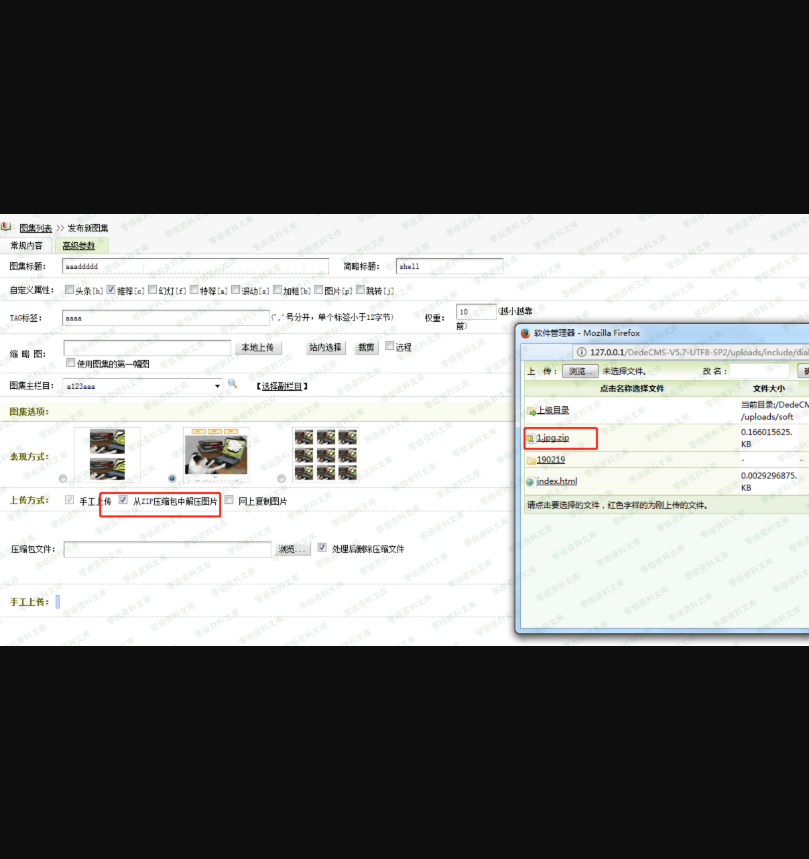 图集列表 >> 发布新图集
常规内容 高级参数
图集标题: aaaddddd 简略标题: shell
自定义属性: 头条[h] 推荐[c] 幻灯[f] 特荐[a] 滚动[s] 加粗[b] 图片[p] 跳转[j]
TAG标签: aaaa (','号分开,单个标签小于12字节) 权重: 10 (越小越靠
前)
缩 略 图: 本地上传 站内选择 裁剪 远程
使用图集的第一幅图
图集主栏目: a123aaa 【选择副栏目】
图集选项:
表现方式:
上传方式: 手工上传 从ZIP压缩包中解压图片 网上复制图片
压缩包文件: 浏览... 处理后删除压缩文件
手工上传:
软件管理器 - Mozilla Firefox
127.0.0.1/DedeCMS-V5.7-UTF8-SP2/uploads/include/dial
上 传: 浏览... 未选择文件。 改名:
点击名称选择文件 文件大小
上级目录 当前目录:/DedeCM
/uploads/soft
1.jpg.zip 0.166015625.
KB
190219 - -
index.html 0.0029296875.
KB
请点击要选择的文件,红色字样的为刚上传的文件。
零组资料文库